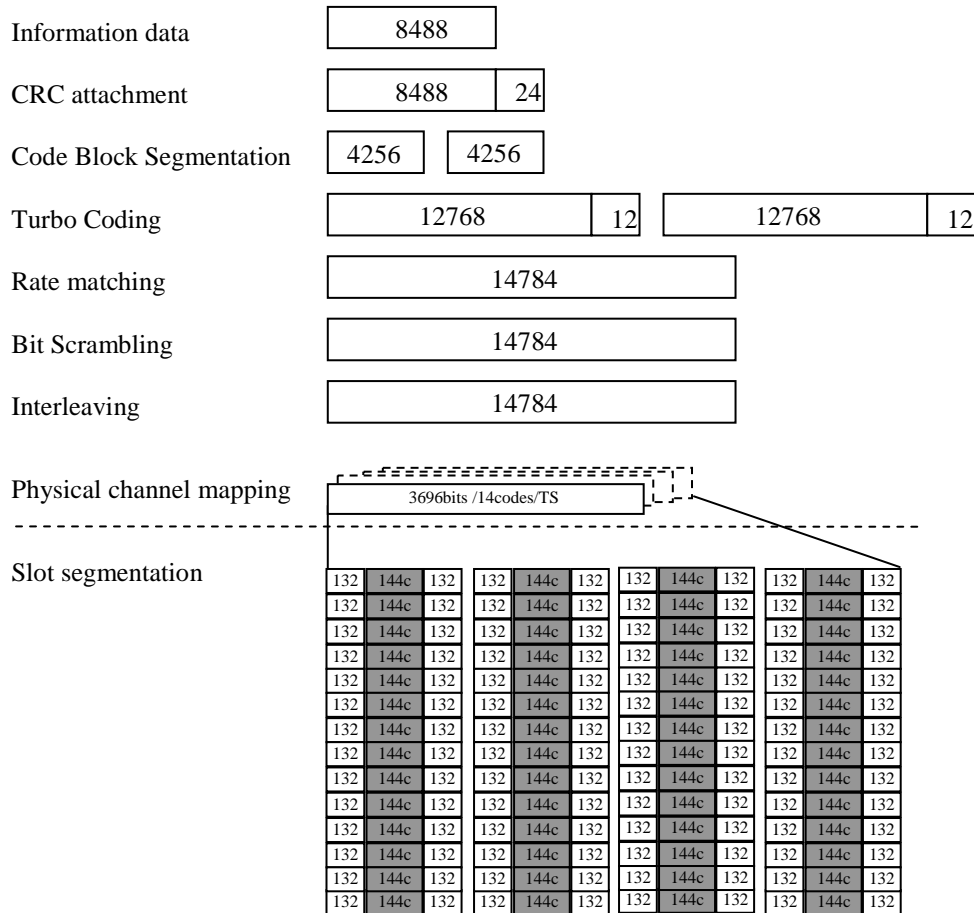 Information data 8488
CRC attachment 8488 24
Code Block Segmentation 4256 4256
Turbo Coding 12768 12 12768 12
Rate matching 14784
Bit Scrambling 14784
Interleaving 14784
Physical channel mapping 3696bits /14codes/TS
Slot segmentation
132 144c 132 132 144c 132 132 144c 132 132 144c 132
132 144c 132 132 144c 132 132 144c 132 132 144c 132
132 144c 132 132 144c 132 132 144c 132 132 144c 132
132 144c 132 132 144c 132 132 144c 132 132 144c 132
132 144c 132 132 144c 132 132 144c 132 132 144c 132
132 144c 132 132 144c 132 132 144c 132 132 144c 132
132 144c 132 132 144c 132 132 144c 132 132 144c 132
132 144c 132 132 144c 132 132 144c 132 132 144c 132
132 144c 132 132 144c 132 132 144c 132 132 144c 132
132 144c 132 132 144c 132 132 144c 132 132 144c 132
132 144c 132 132 144c 132 132 144c 132 132 144c 132
132 144c 132 132 144c 132 132 144c 132 132 144c 132
132 144c 132 132 144c 132 132 144c 132 132 144c 132
132 144c 132 132 144c 132 132 144c 132 132 144c 132